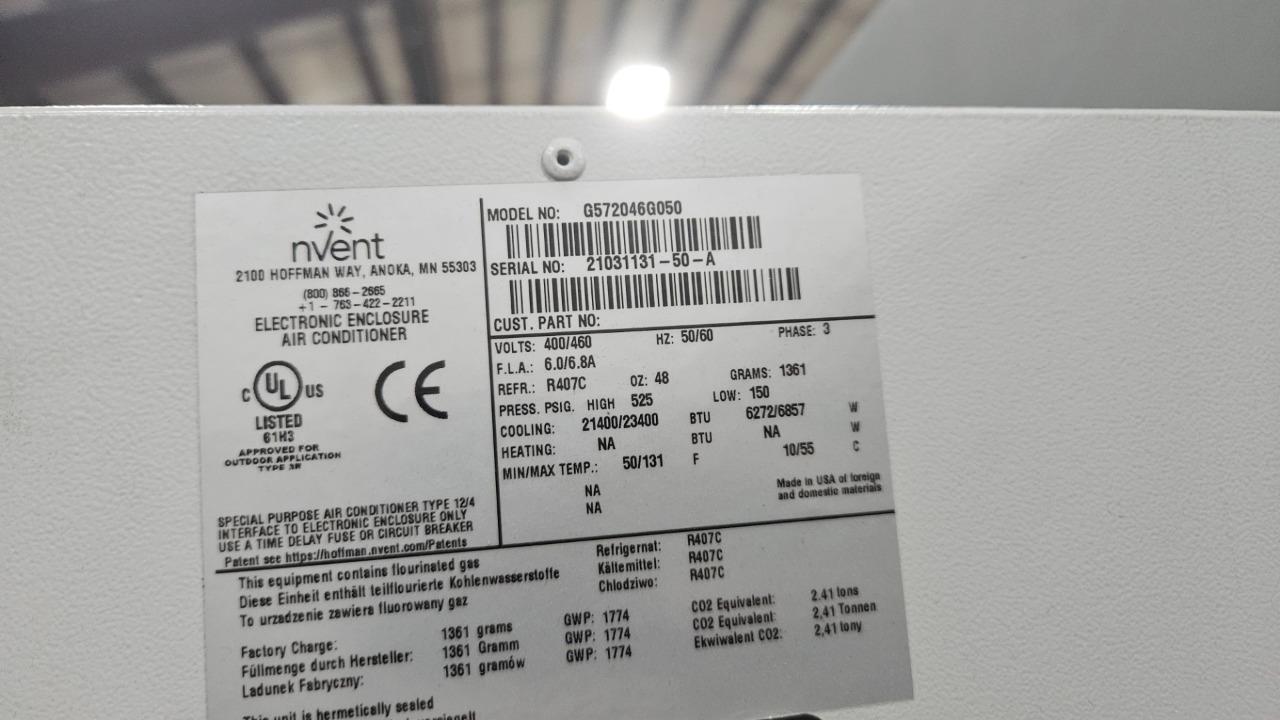 nVent
2100 HOFFMAN WAY, ANOKA, MN 55303
(800) 866-2665
+1 - 763-422-2211
ELECTRONIC ENCLOSURE
AIR CONDITIONER
C UL US
LISTED
61H3
APPROVED FOR
OUTDOOR APPLICATION
TYPE 3R
CE
SPECIAL PURPOSE AIR CONDITIONER TYPE 12/4
INTERFACE TO ELECTRONIC ENCLOSURE ONLY
USE A TIME DELAY FUSE OR CIRCUIT BREAKER
Patent see https://hoffman.nvent.com/Patents
MODEL NO: G572046G050
SERIAL NO: 21031131-50-A
CUST. PART NO:
VOLTS: 400/460 HZ: 50/60 PHASE: 3
F.L.A.: 6.0/6.8A
REFR.: R407C OZ: 48 GRAMS: 1361
PRESS. PSIG. HIGH 525 LOW: 150
COOLING: 21400/23400 BTU 6272/6857 W
HEATING: NA BTU NA W
MIN/MAX TEMP.: 50/131 F 10/55 C
NA
NA
Made in USA of foreign
and domestic materials
This equipment contains flourinated gas Refrigernat: R407C
Diese Einheit enthält teilflourierte Kohlenwasserstoffe Kältemittel: R407C
To urzadzenie zawiera fluorowany gaz Chlodziwo: R407C
Factory Charge: 1361 grams GWP: 1774 CO2 Equivalent: 2.41 tons
Füllmenge durch Hersteller: 1361 Gramm GWP: 1774 CO2 Equivalent: 2,41 Tonnen
Ladunek Fabryczny: 1361 gramów GWP: 1774 Ekwiwalent CO2: 2,41 tony
This unit is hermetically sealed